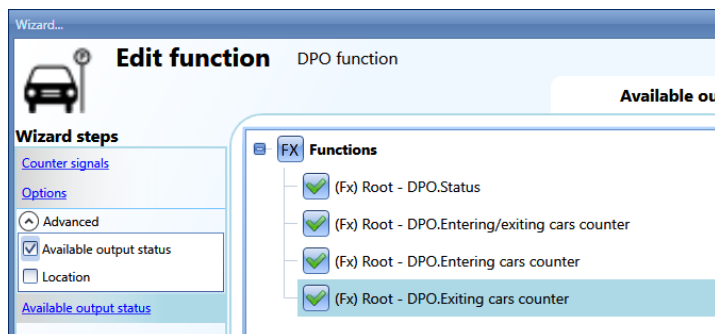 Wizard...
Edit function DPO function
Available ou
Wizard steps
Counter signals
Options
Advanced
Available output status
Location
Available output status
FX Functions
(Fx) Root - DPO.Status
(Fx) Root - DPO.Entering/exiting cars counter
(Fx) Root - DPO.Entering cars counter
(Fx) Root - DPO.Exiting cars counter